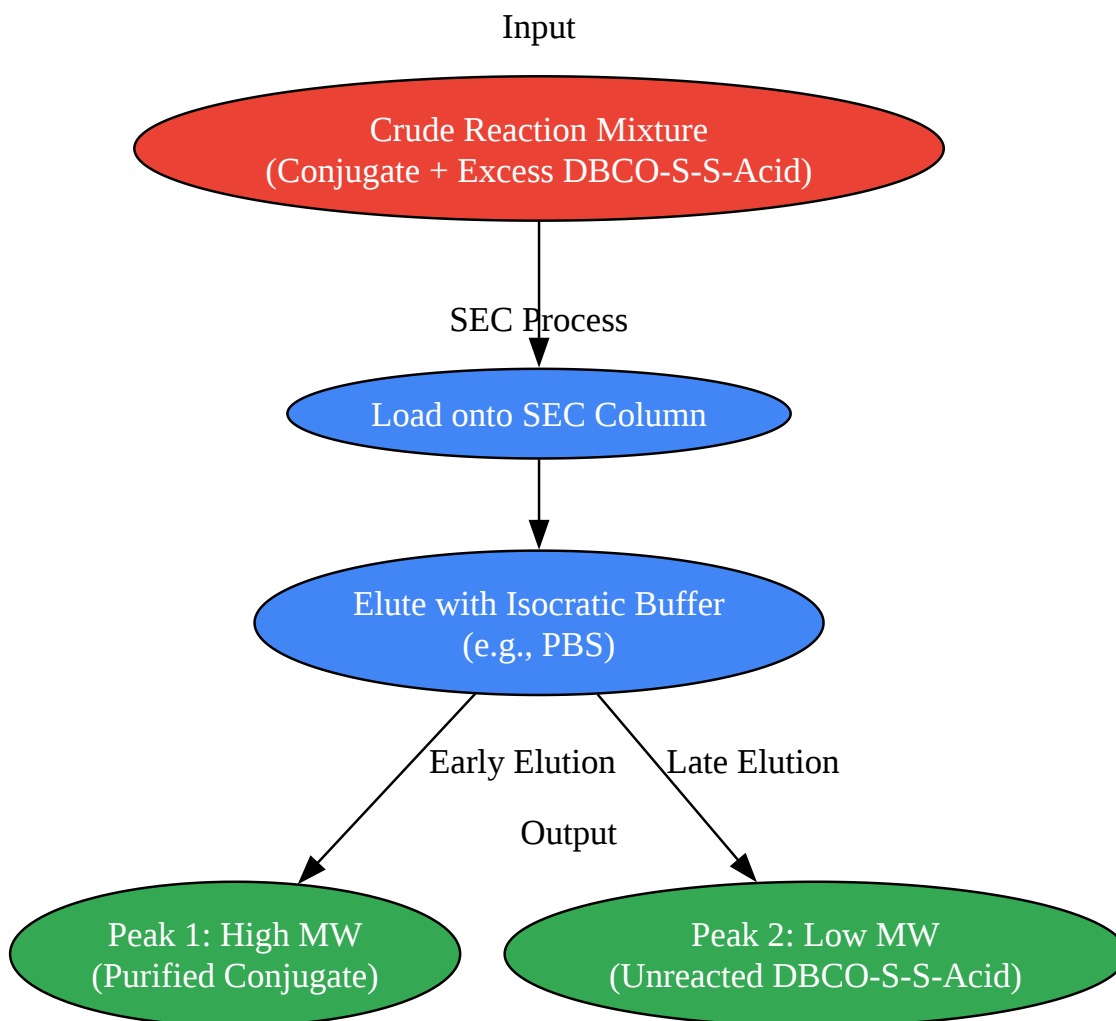 Input
Crude Reaction Mixture
(Conjugate + Excess DBCO-S-S-Acid)
SEC Process
Load onto SEC Column
Elute with Isocratic Buffer
(e.g., PBS)
Early Elution
Late Elution
Output
Peak 1: High MW
(Purified Conjugate)
Peak 2: Low MW
(Unreacted DBCO-S-S-Acid)